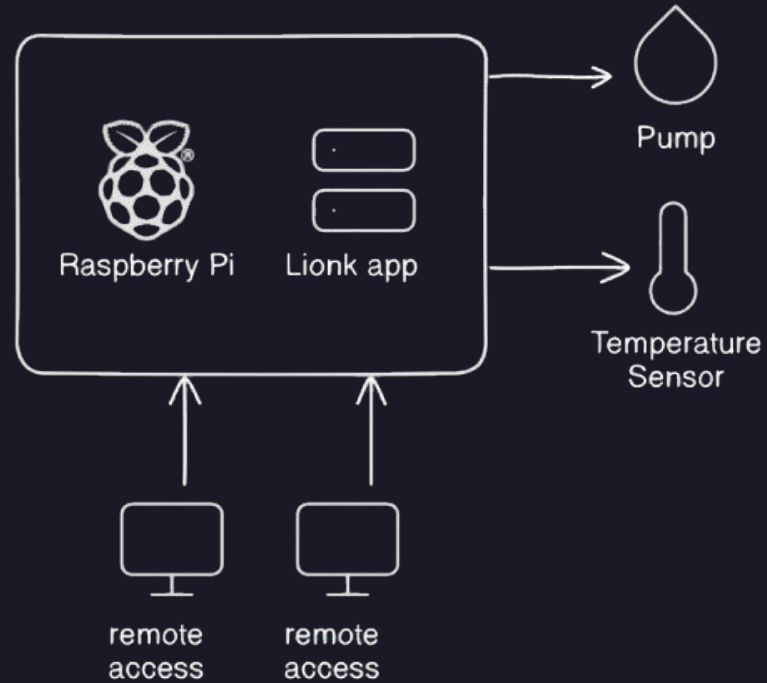 Pump
®
Raspberry Pi
Lionk app
Temperature
Sensor
remote
access
remote
access